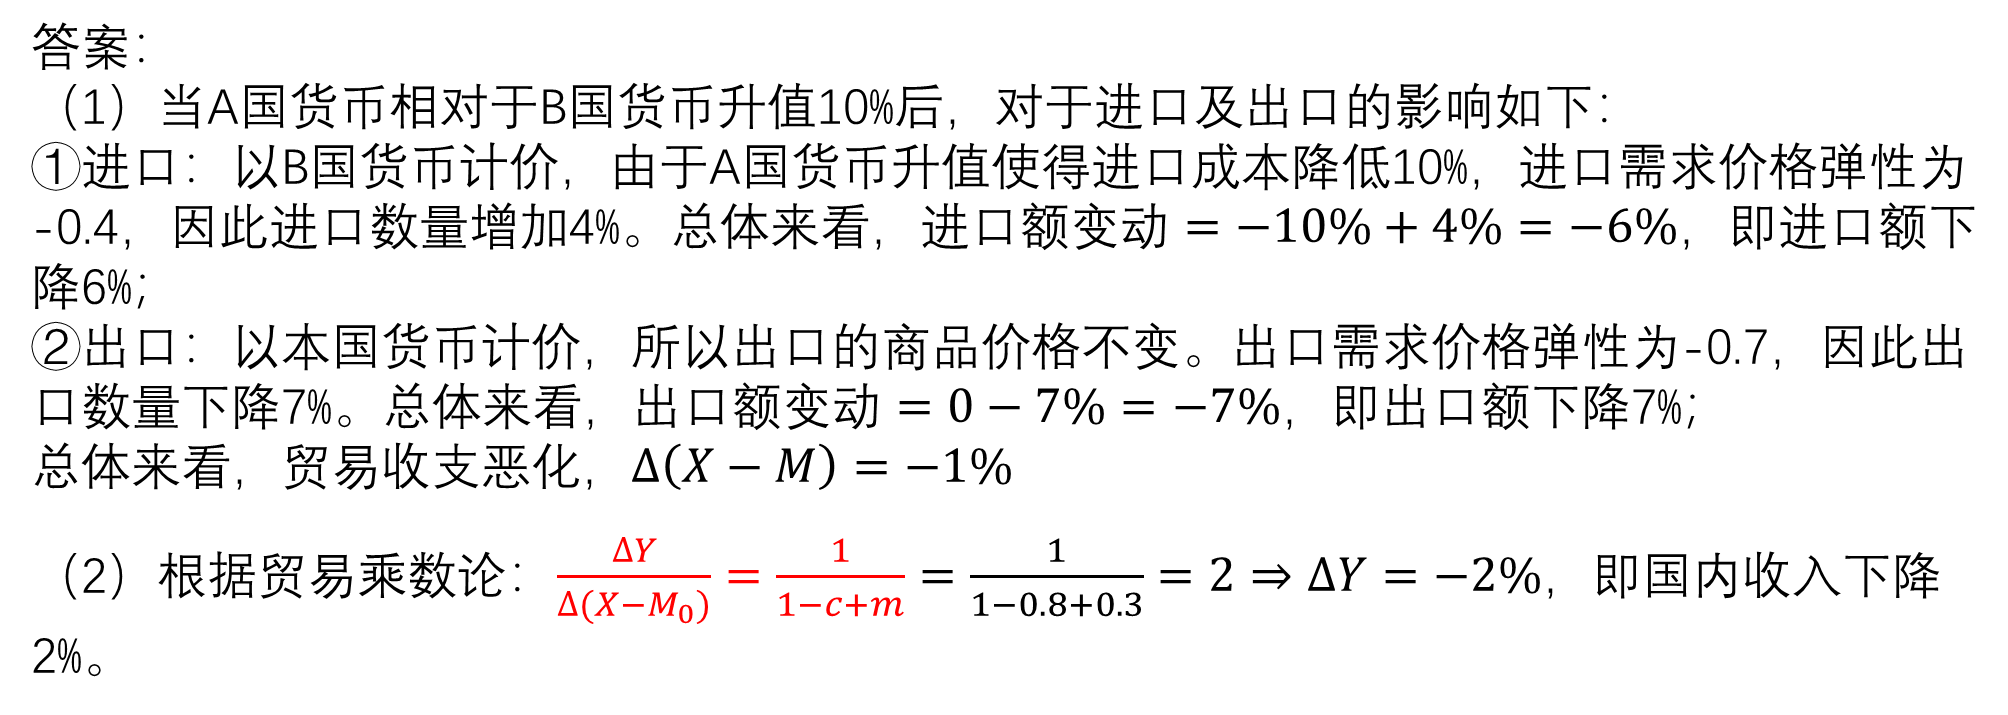 答案：
（1）当A国货币相对于B国货币升值10%后，对于进口及出口的影响如下：
①进口：以B国货币计价，由于A国货币升值使得进口成本降低10%，进口需求价格弹性为
-0.4，因此进口数量增加4%。总体来看，进口额变动 = −10% + 4% = −6%，即进口额下
降6%；
②出口：以本国货币计价，所以出口的商品价格不变。出口需求价格弹性为-0.7，因此出
口数量下降7%。总体来看，出口额变动 = 0 − 7% = −7%，即出口额下降7%；
总体来看，贸易收支恶化，Δ(X − M) = −1%
（2）根据贸易乘数论：\frac{ΔY}{Δ(X−M_0)} = \frac{1}{1−c+m} = \frac{1}{1−0.8+0.3} = 2 ⇒ ΔY = −2%，即国内收入下降
2%。